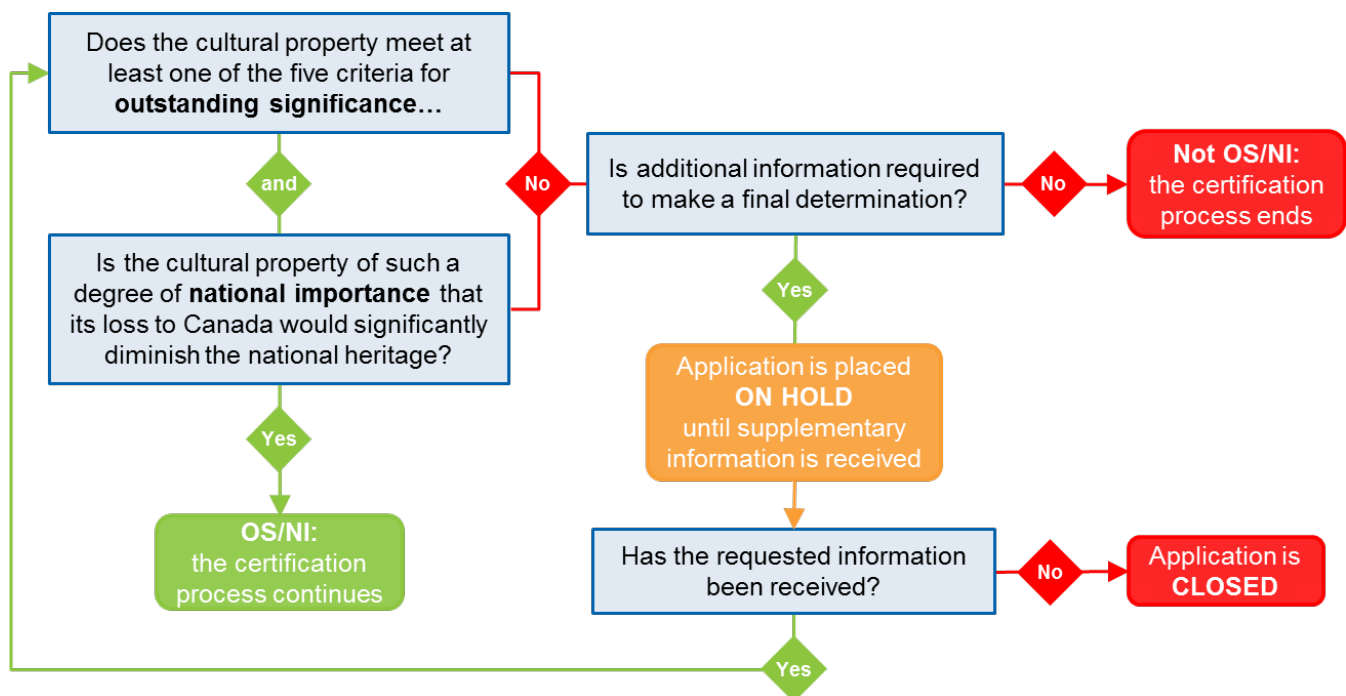 Does the cultural property meet at
least one of the five criteria for
outstanding significance…
and
Is the cultural property of such a
degree of national importance that
its loss to Canada would significantly
diminish the national heritage?
Yes
OS/NI:
the certification
process continues
No
Is additional information required
to make a final determination?
No
Not OS/NI:
the certification
process ends
Yes
Application is placed
ON HOLD
until supplementary
information is received
Has the requested information
been received?
No
Application is
CLOSED
Yes